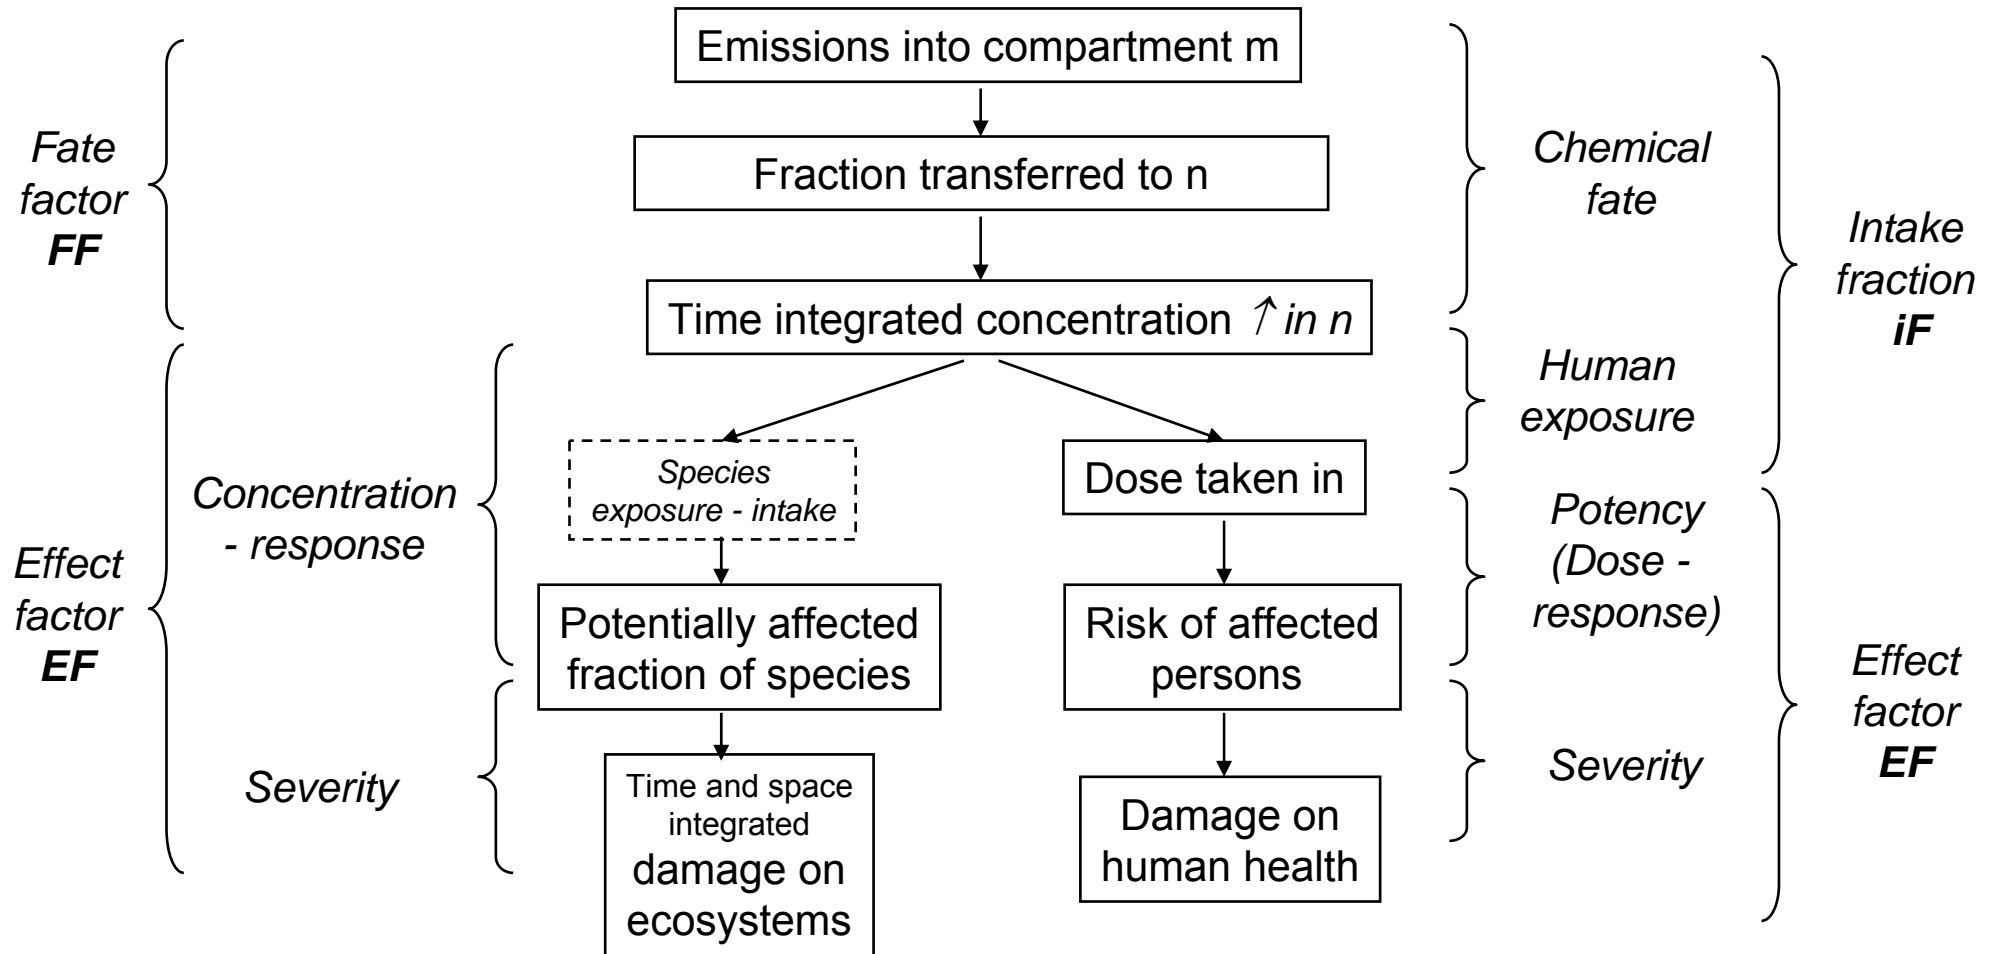 Emissions into compartment m
Fraction transferred to n
Time integrated concentration ↑ in n
Fate
factor
FF
Chemical
fate
Intake
fraction
iF
Human
exposure
Species
exposure - intake
Dose taken in
Concentration
- response
Potency
(Dose -
response)
Effect
factor
EF
Potentially affected
fraction of species
Risk of affected
persons
Effect
factor
EF
Severity
Severity
Time and space
integrated
damage on
ecosystems
Damage on
human health